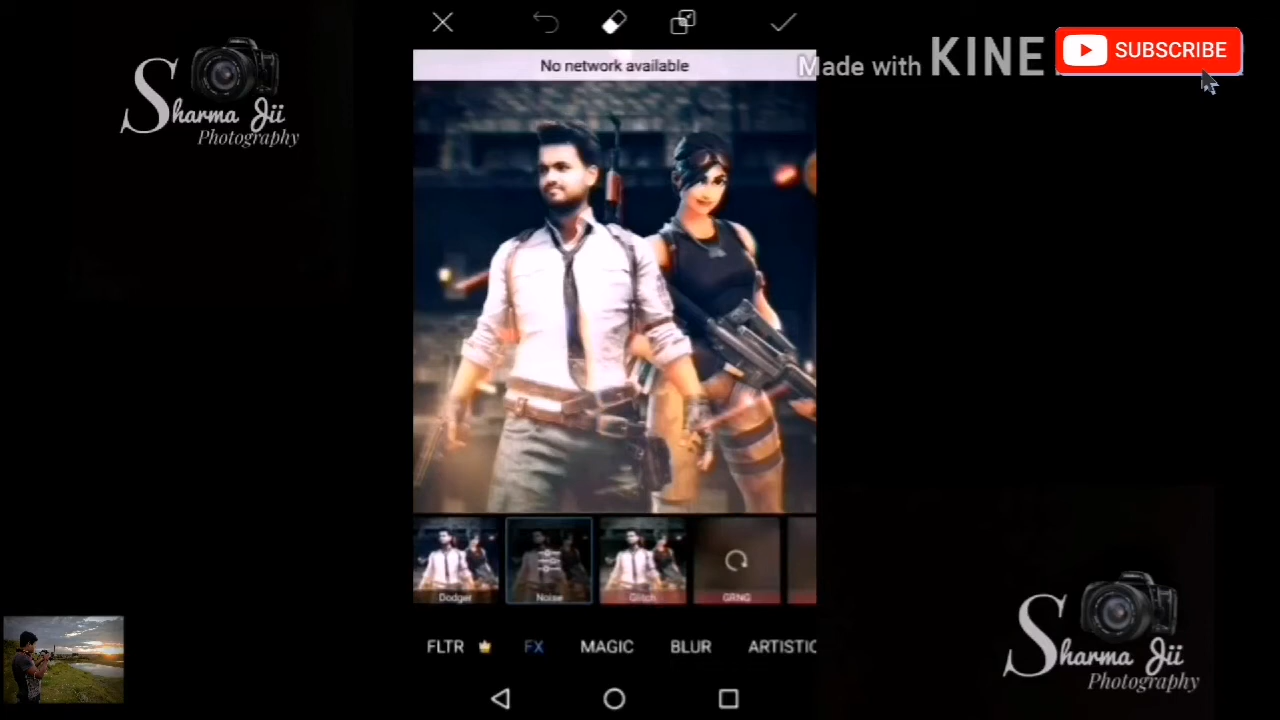 No network available
Made with KINE
SUBSCRIBE
Sharma Jii
Photography
Dodger
Noise
Glitch
GRNG
FLTR
FX
MAGIC
BLUR
ARTISTIC
Sharma Jii
Photography